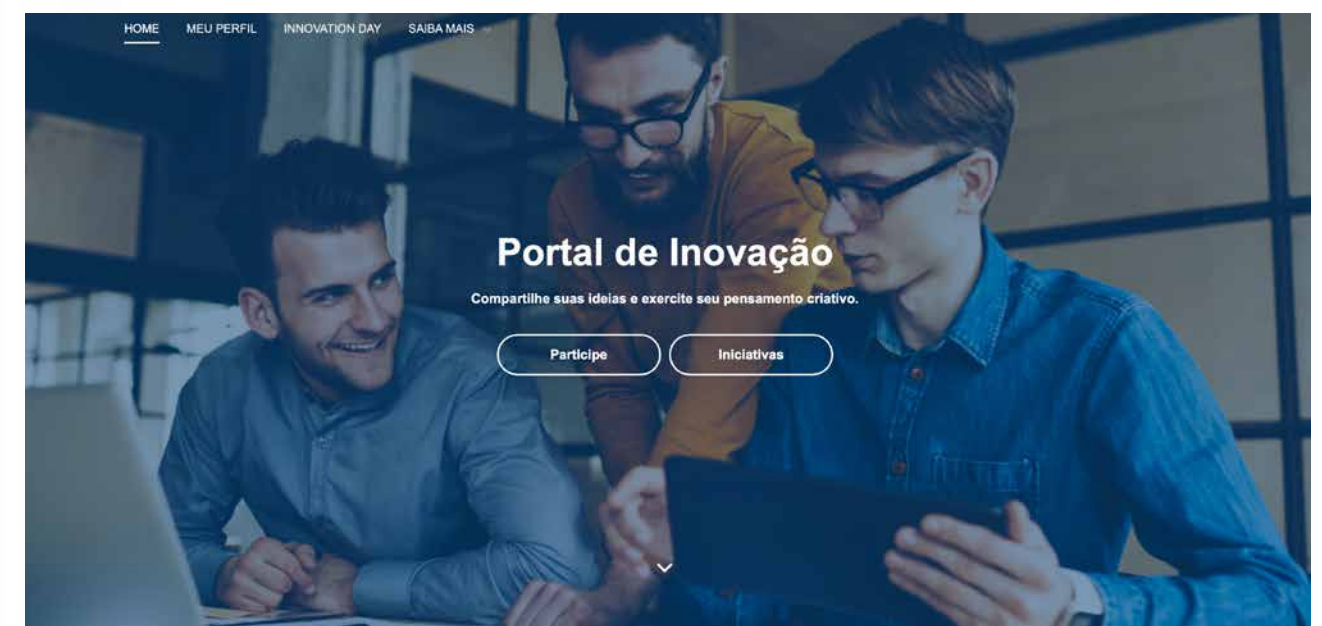 HOME MEU PERFIL INNOVATION DAY SAIBA MAIS
Portal de Inovação
Compartilhe suas ideias e exercite seu pensamento criativo.
Participe Iniciativas